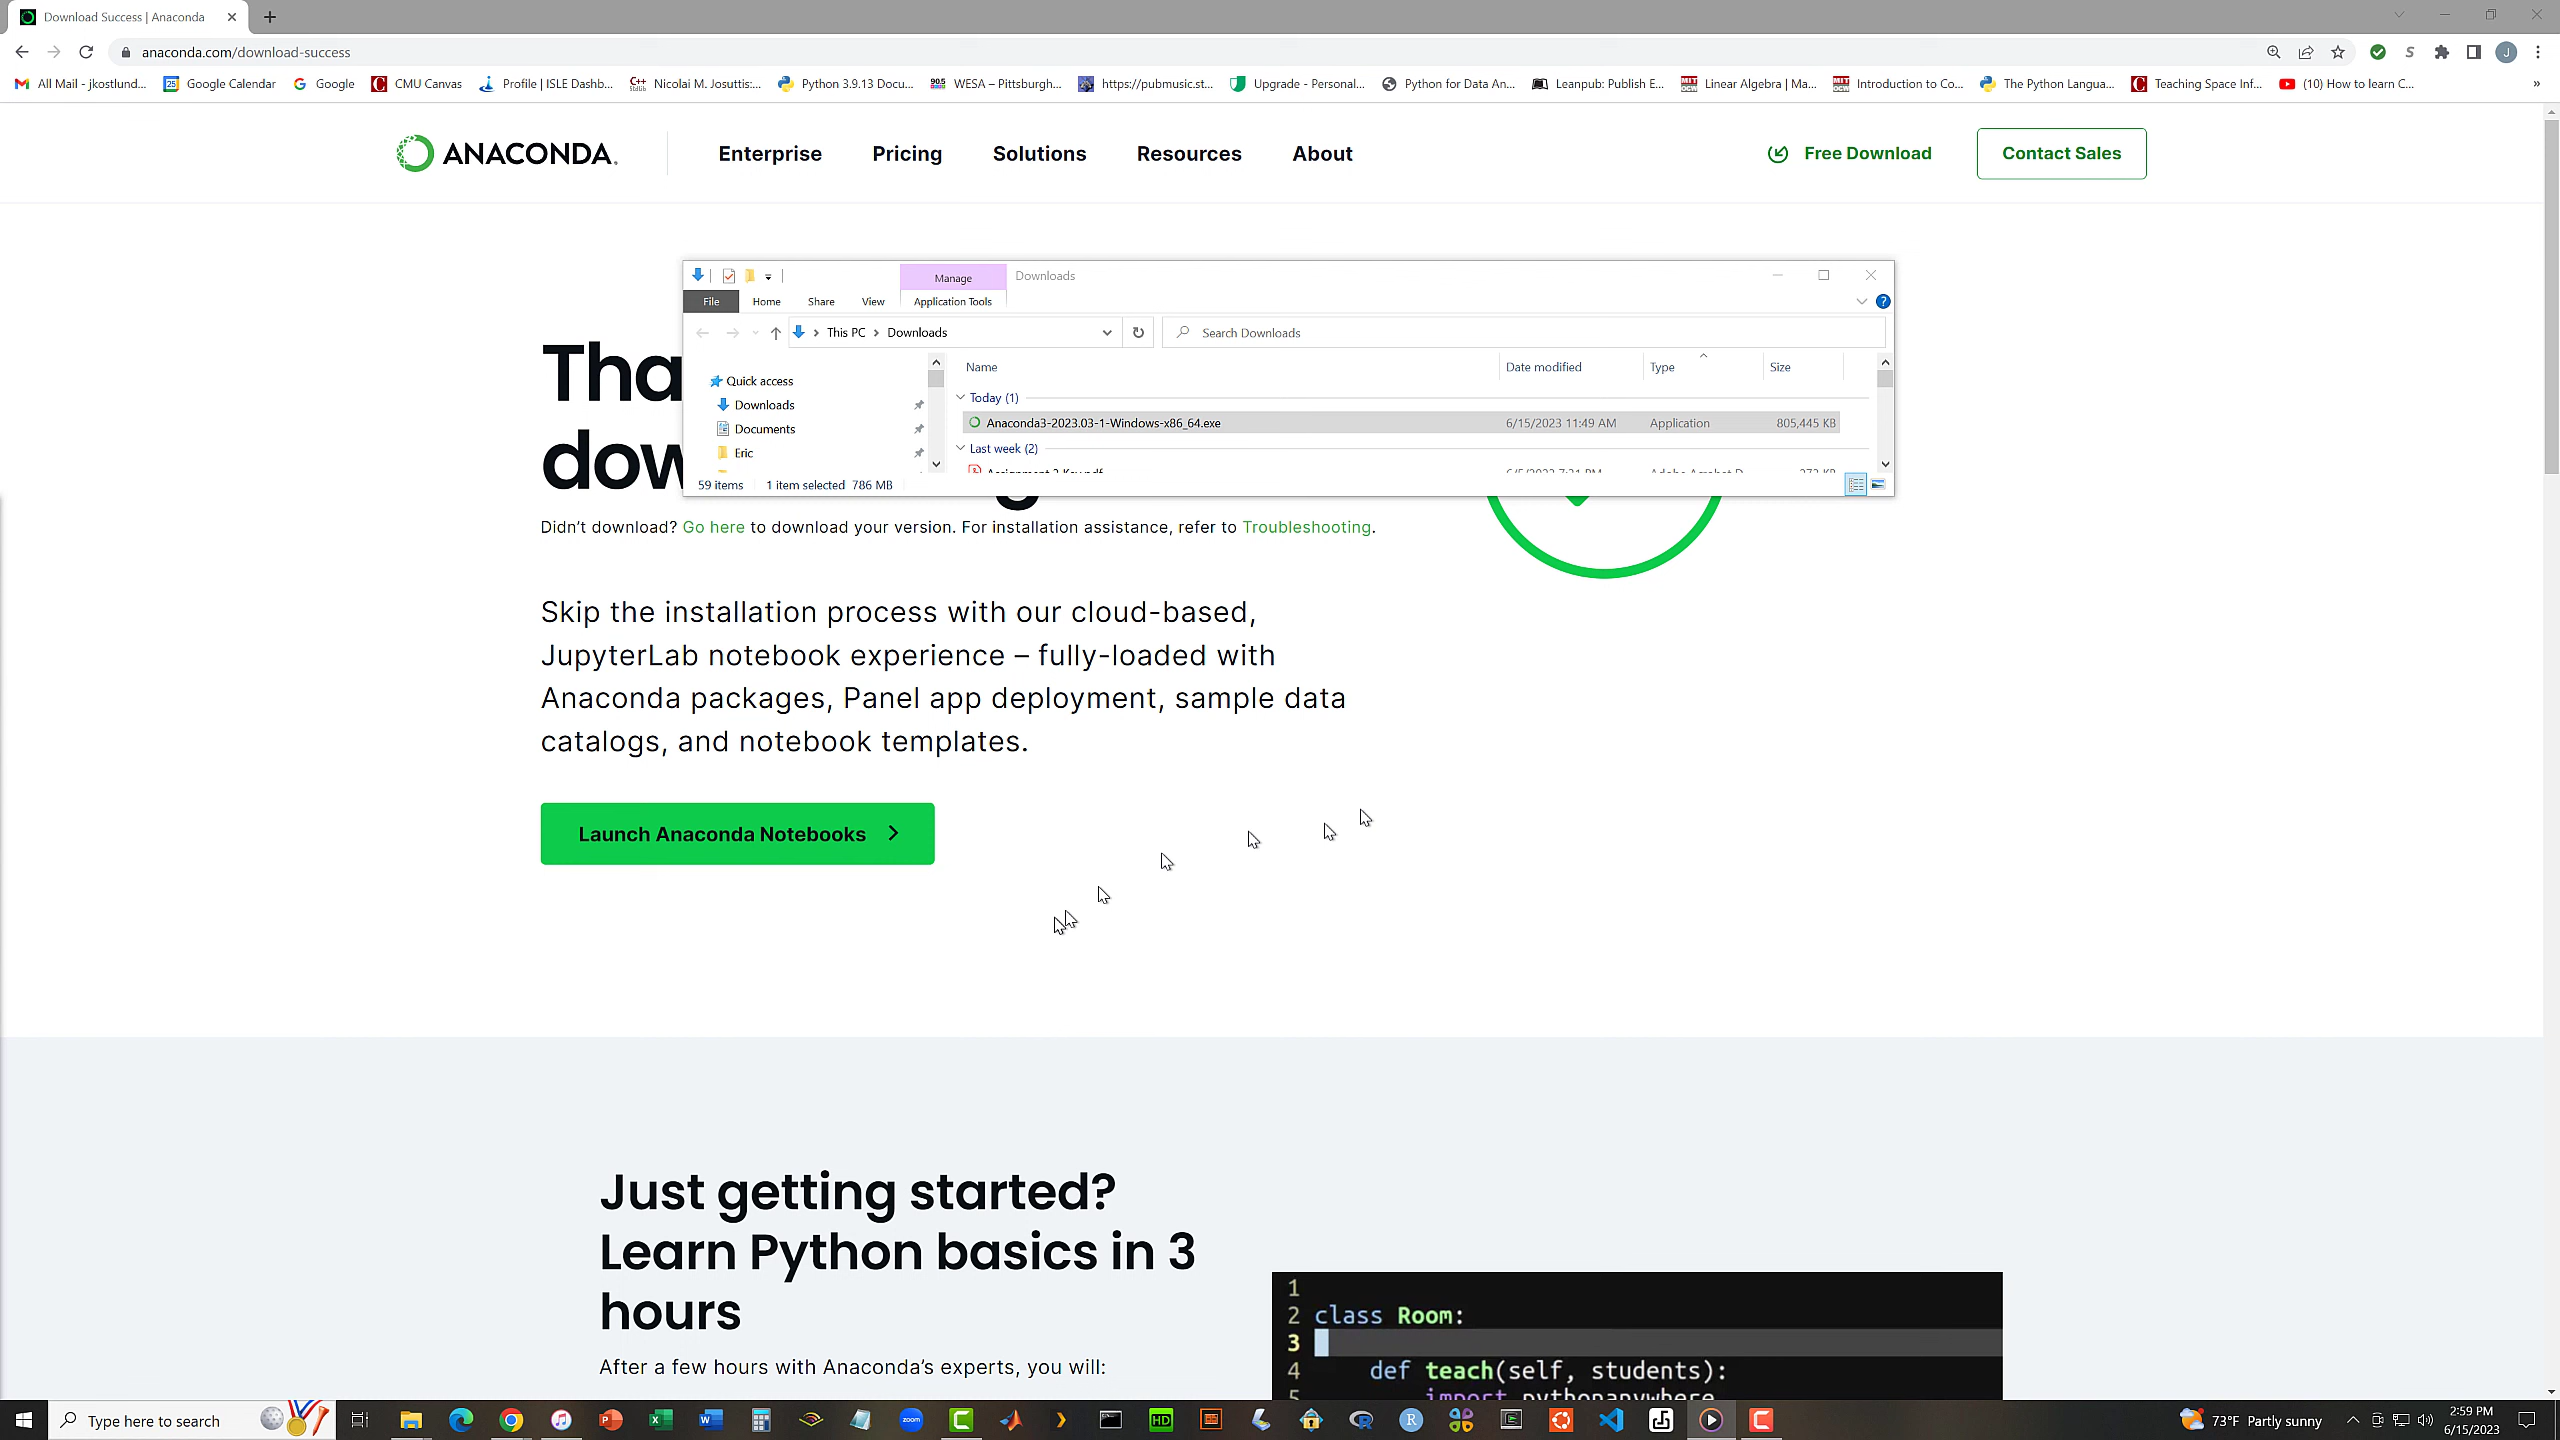 Download Success | Anaconda
anaconda.com/download-success
All Mail - jkostlund...
Google Calendar
Google
CMU Canvas
Profile | ISLE Dashb...
Nicolai M. Josuttis:...
Python 3.9.13 Docu...
WESA – Pittsburgh...
https://pubmusic.st...
Upgrade - Personal...
Python for Data An...
Leanpub: Publish E...
Linear Algebra | Ma...
Introduction to Co...
The Python Langua...
Teaching Space Inf...
(10) How to learn C...
ANACONDA.
Enterprise
Pricing
Solutions
Resources
About
Free Download
Contact Sales
Manage
Downloads
File
Home
Share
View
Application Tools
This PC > Downloads
Search Downloads
Name
Date modified
Type
Size
Quick access
Downloads
Documents
Eric
Today (1)
Anaconda3-2023.03-1-Windows-x86_64.exe 6/15/2023 11:49 AM Application 805,445 KB
Last week (2)
59 items 1 item selected 786 MB
Didn't download? Go here to download your version. For installation assistance, refer to Troubleshooting.
Skip the installation process with our cloud-based,
JupyterLab notebook experience – fully-loaded with
Anaconda packages, Panel app deployment, sample data
catalogs, and notebook templates.
Launch Anaconda Notebooks
Just getting started?
Learn Python basics in 3
hours
After a few hours with Anaconda's experts, you will:
1
2 class Room:
3
4 def teach(self, students):
5 import pythonanywhere
Type here to search
73°F Partly sunny
2:59 PM
6/15/2023